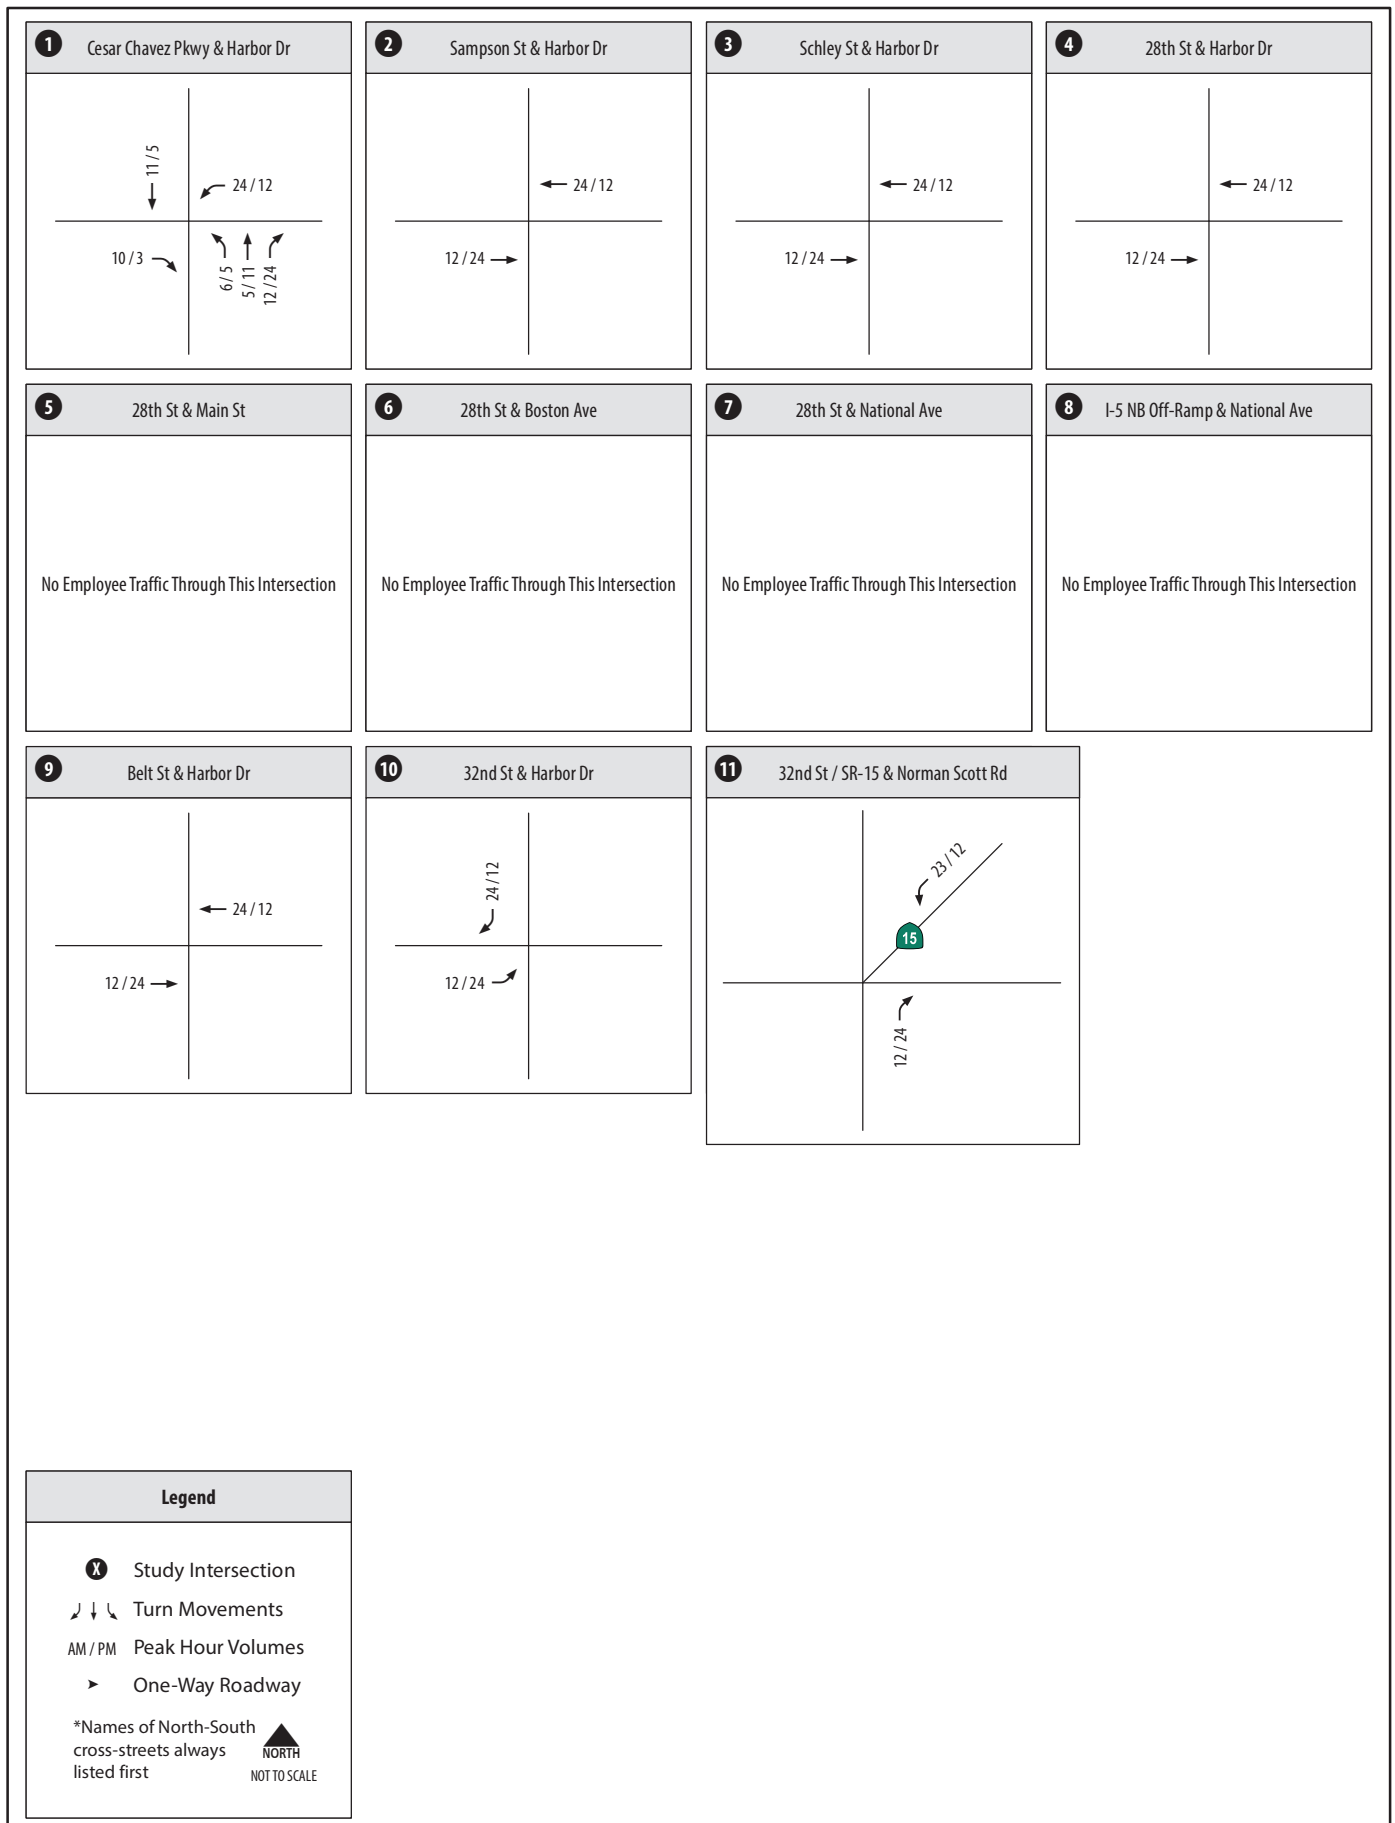 1 Cesar Chavez Pkwy & Harbor Dr
11 / 5
24 / 12
10 / 3
6 / 5
5 / 11
12 / 24
2 Sampson St & Harbor Dr
24 / 12
12 / 24
3 Schley St & Harbor Dr
24 / 12
12 / 24
4 28th St & Harbor Dr
24 / 12
12 / 24
5 28th St & Main St
No Employee Traffic Through This Intersection
6 28th St & Boston Ave
No Employee Traffic Through This Intersection
7 28th St & National Ave
No Employee Traffic Through This Intersection
8 I-5 NB Off-Ramp & National Ave
No Employee Traffic Through This Intersection
9 Belt St & Harbor Dr
24 / 12
12 / 24
10 32nd St & Harbor Dr
24 / 12
12 / 24
11 32nd St / SR-15 & Norman Scott Rd
23 / 12
15
12 / 24
Legend
X Study Intersection
Turn Movements
AM / PM Peak Hour Volumes
One-Way Roadway
*Names of North-South
cross-streets always
listed first
NORTH
NOT TO SCALE